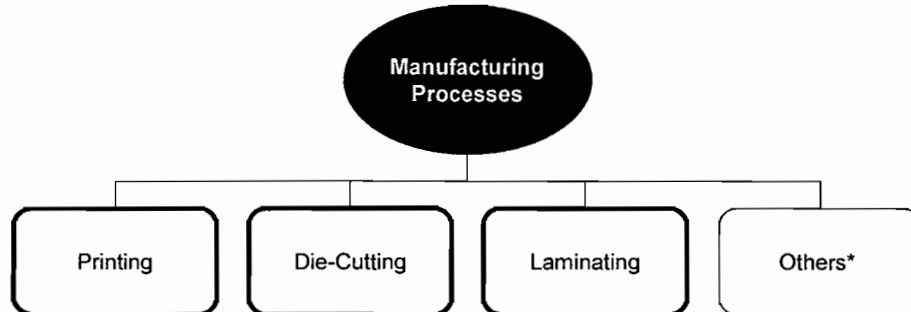 Manufacturing
Processes
Printing
Die-Cutting
Laminating
Others*